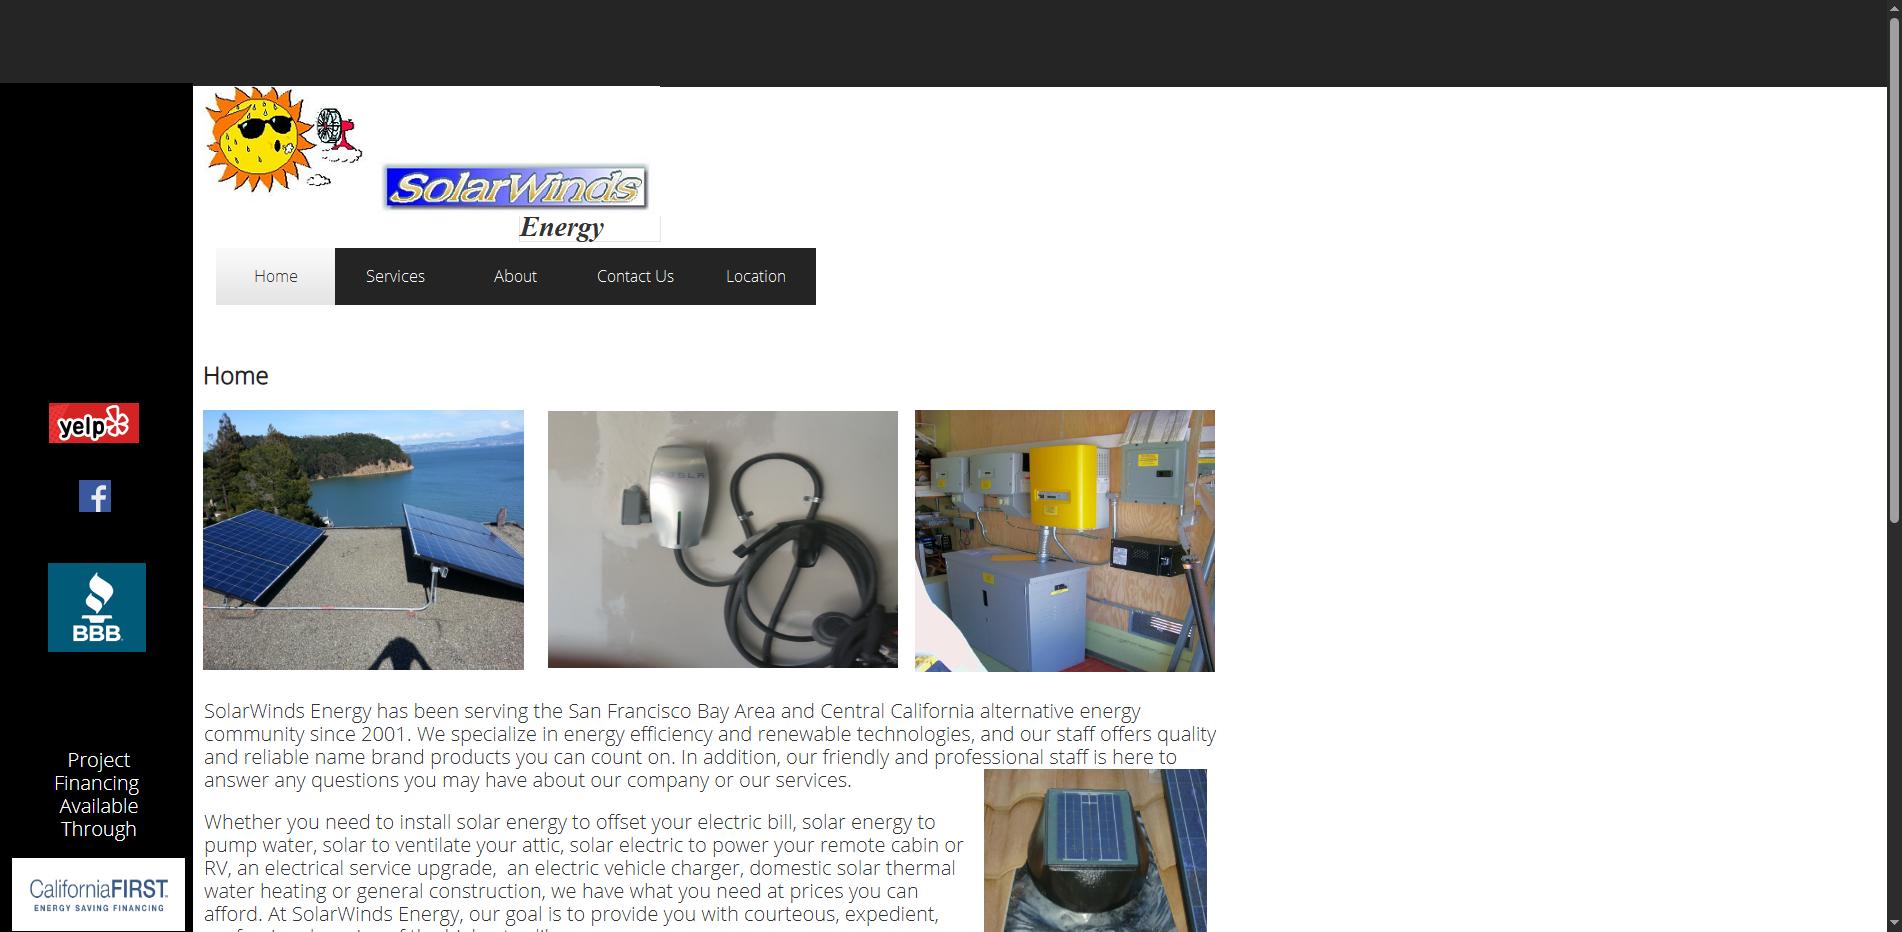 SolarWinds
Energy
Home
Services
About
Contact Us
Location
Home
yelp
f
BBB
TESLA
SolarWinds Energy has been serving the San Francisco Bay Area and Central California alternative energy
community since 2001. We specialize in energy efficiency and renewable technologies, and our staff offers quality
and reliable name brand products you can count on. In addition, our friendly and professional staff is here to
answer any questions you may have about our company or our services.
Whether you need to install solar energy to offset your electric bill, solar energy to
pump water, solar to ventilate your attic, solar electric to power your remote cabin or
RV, an electrical service upgrade,  an electric vehicle charger, domestic solar thermal
water heating or general construction, we have what you need at prices you can
afford. At SolarWinds Energy, our goal is to provide you with courteous, expedient,
Project
Financing
Available
Through
CaliforniaFIRST
ENERGY SAVING FINANCING